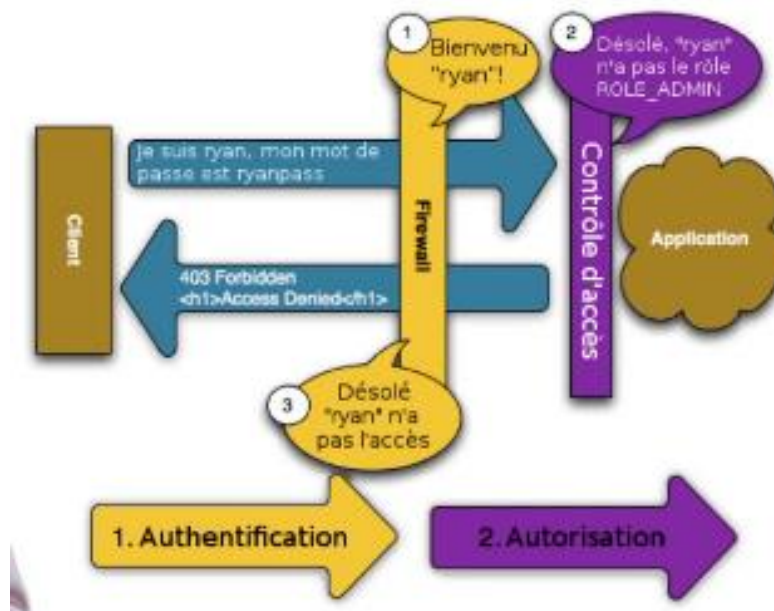 1
Bienvenu
"ryan"!
2
Désolé, "ryan"
n'a pas le rôle
ROLE_ADMIN
Je suis ryan, mon mot de
passe est ryanpass
Client
Firewall
Contrôle d'accès
Application
403 Forbidden
<h1>Access Denied</h1>
3
Désolé
"ryan" n'a
pas l'accès
1. Authentification
2. Autorisation